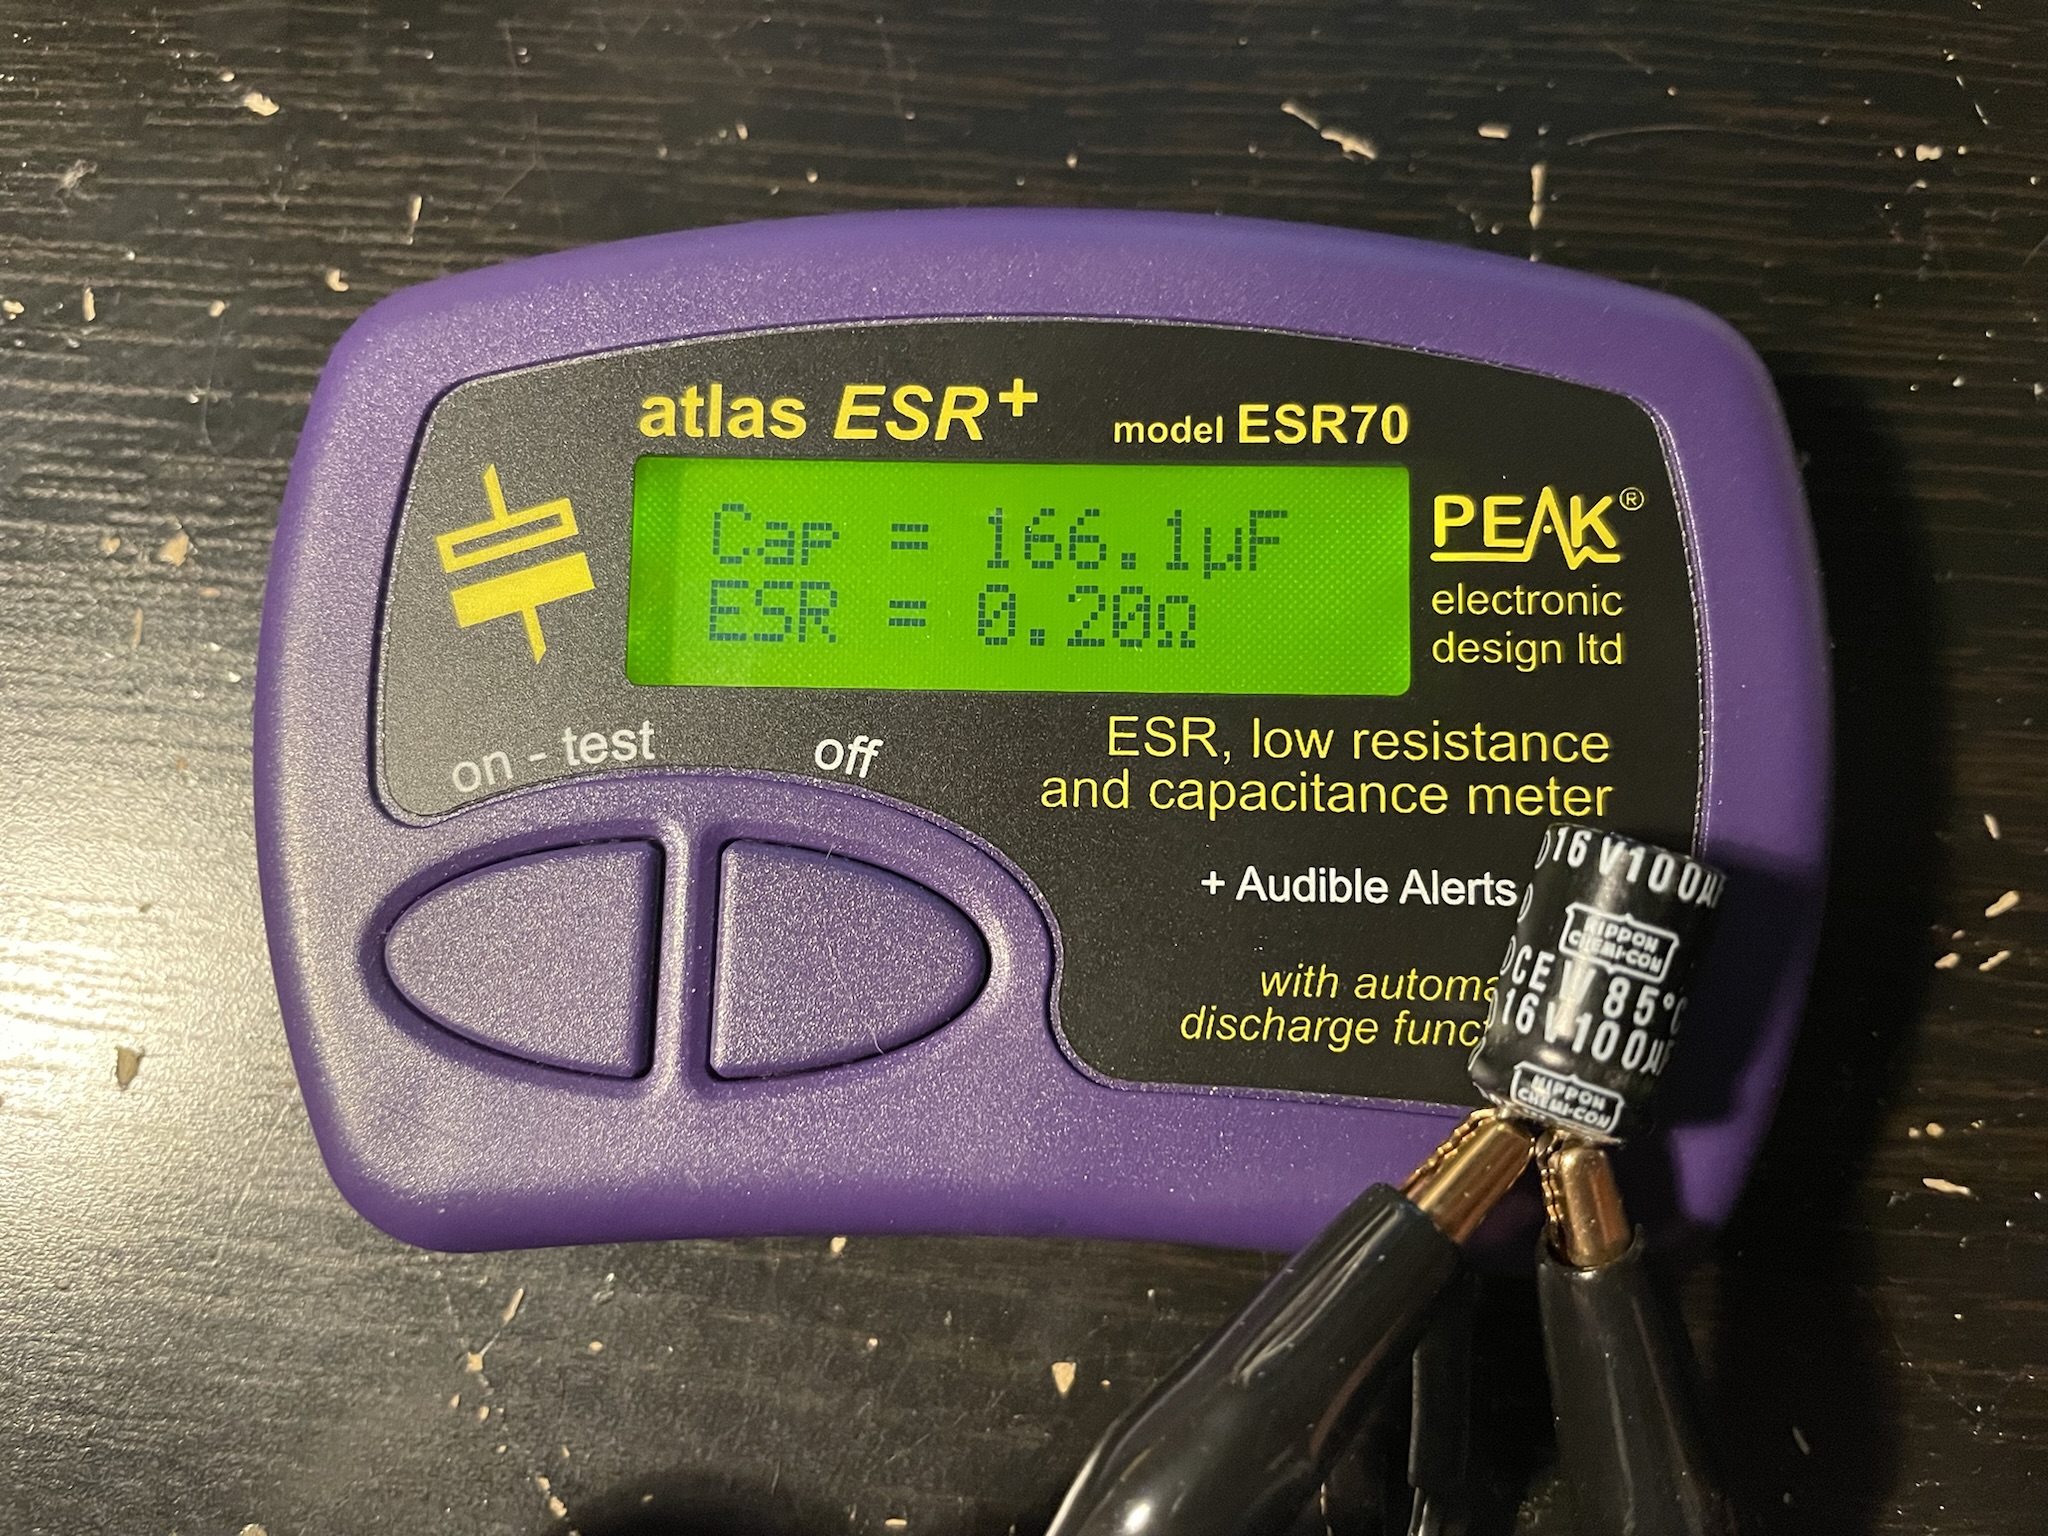 atlas ESR+ model ESR70
Cap = 166.1µF
ESR = 0.20Ω
PEAK®
electronic
design ltd
on - test
off
ESR, low resistance
and capacitance meter
+ Audible Alerts
with automa
discharge func
16V100µF
NIPPON
CHEMI-CON
CE W 85°C
16V100µF
NIPPON
CHEMI-CON